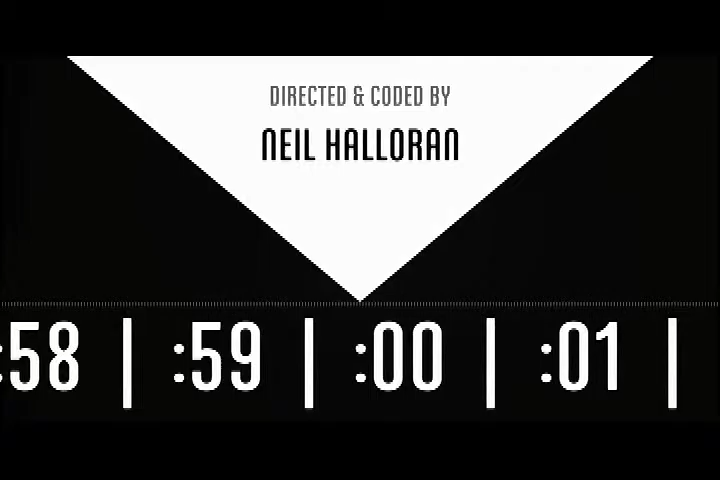 DIRECTED & CODED BY
NEIL HALLORAN
:58 | :59 | :00 | :01 |